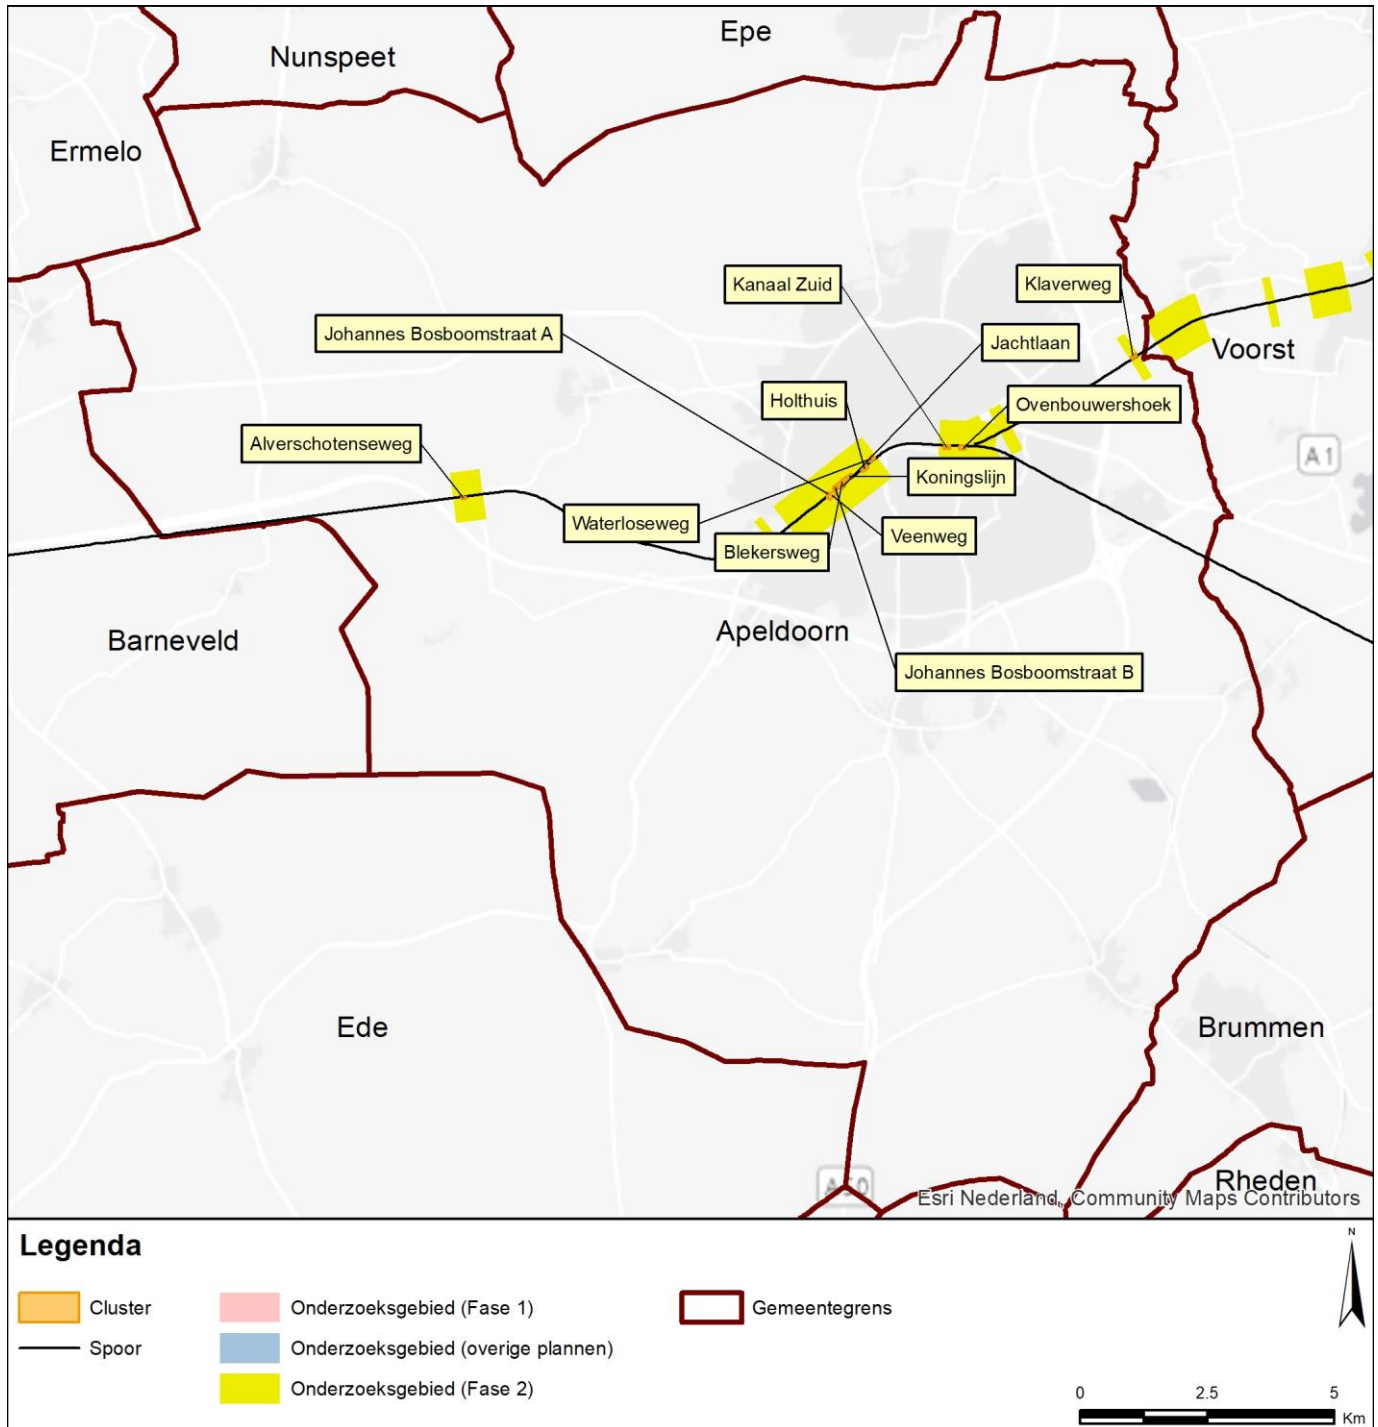 Nunspeet
Epe
Ermelo
Kanaal Zuid
Klaverweg
Johannes Bosboomstraat A
Jachtlaan
Voorst
Holthuis
Ovenbouwershoek
Alverschotenseweg
A1
Koningslijn
Waterloseweg
Blekersweg
Veenweg
Barneveld
Apeldoorn
Johannes Bosboomstraat B
Ede
Brummen
Rheden
A50
Esri Nederland, Community Maps Contributors
Legenda
N
Cluster
Onderzoeksgebied (Fase 1)
Gemeentegrens
Spoor
Onderzoeksgebied (overige plannen)
Onderzoeksgebied (Fase 2)
0 2.5 5
Km